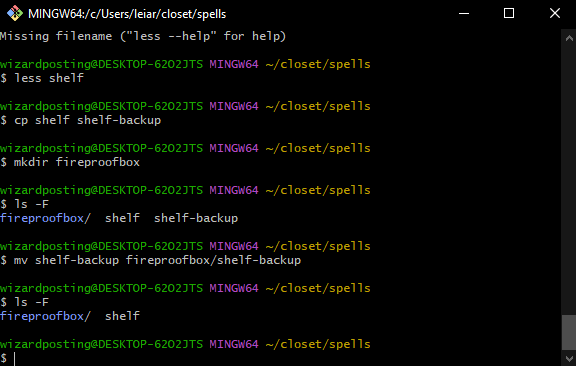 MINGW64:/c/Users/leiar/closet/spells
Missing filename ("less --help" for help)
wizardposting@DESKTOP-62O2JTS MINGW64 ~/closet/spells
$ less shelf
wizardposting@DESKTOP-62O2JTS MINGW64 ~/closet/spells
$ cp shelf shelf-backup
wizardposting@DESKTOP-62O2JTS MINGW64 ~/closet/spells
$ mkdir fireproofbox
wizardposting@DESKTOP-62O2JTS MINGW64 ~/closet/spells
$ ls -F
fireproofbox/  shelf  shelf-backup
wizardposting@DESKTOP-62O2JTS MINGW64 ~/closet/spells
$ mv shelf-backup fireproofbox/shelf-backup
wizardposting@DESKTOP-62O2JTS MINGW64 ~/closet/spells
$ ls -F
fireproofbox/  shelf
wizardposting@DESKTOP-62O2JTS MINGW64 ~/closet/spells
$